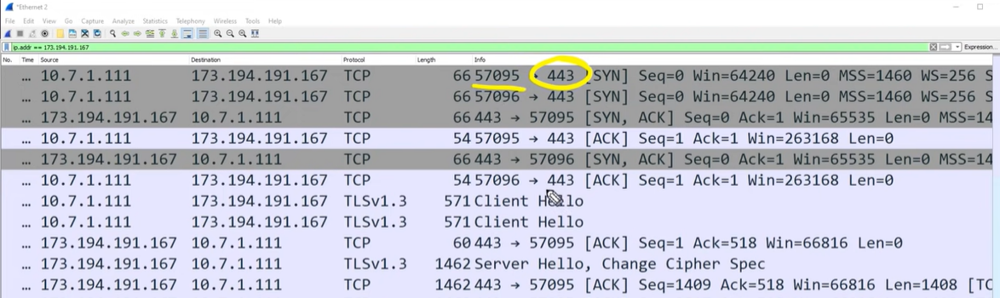 *Ethernet 2
File Edit View Go Capture Analyze Statistics Telephony Wireless Tools Help
ip.addr == 173.194.191.167 Expression...
No. Time Source Destination Protocol Length Info
... 10.7.1.111 173.194.191.167 TCP 66 57095 → 443 [SYN] Seq=0 Win=64240 Len=0 MSS=1460 WS=256 S
... 10.7.1.111 173.194.191.167 TCP 66 57096 → 443 [SYN] Seq=0 Win=64240 Len=0 MSS=1460 WS=256 S
... 173.194.191.167 10.7.1.111 TCP 66 443 → 57095 [SYN, ACK] Seq=0 Ack=1 Win=65535 Len=0 MSS=14
... 10.7.1.111 173.194.191.167 TCP 54 57095 → 443 [ACK] Seq=1 Ack=1 Win=263168 Len=0
... 173.194.191.167 10.7.1.111 TCP 66 443 → 57096 [SYN, ACK] Seq=0 Ack=1 Win=65535 Len=0 MSS=14
... 10.7.1.111 173.194.191.167 TCP 54 57096 → 443 [ACK] Seq=1 Ack=1 Win=263168 Len=0
... 10.7.1.111 173.194.191.167 TLSv1.3 571 Client Hello
... 10.7.1.111 173.194.191.167 TLSv1.3 571 Client Hello
... 173.194.191.167 10.7.1.111 TCP 60 443 → 57095 [ACK] Seq=1 Ack=518 Win=66816 Len=0
... 173.194.191.167 10.7.1.111 TLSv1.3 1462 Server Hello, Change Cipher Spec
... 173.194.191.167 10.7.1.111 TCP 1462 443 → 57095 [ACK] Seq=1409 Ack=518 Win=66816 Len=1408 [TC